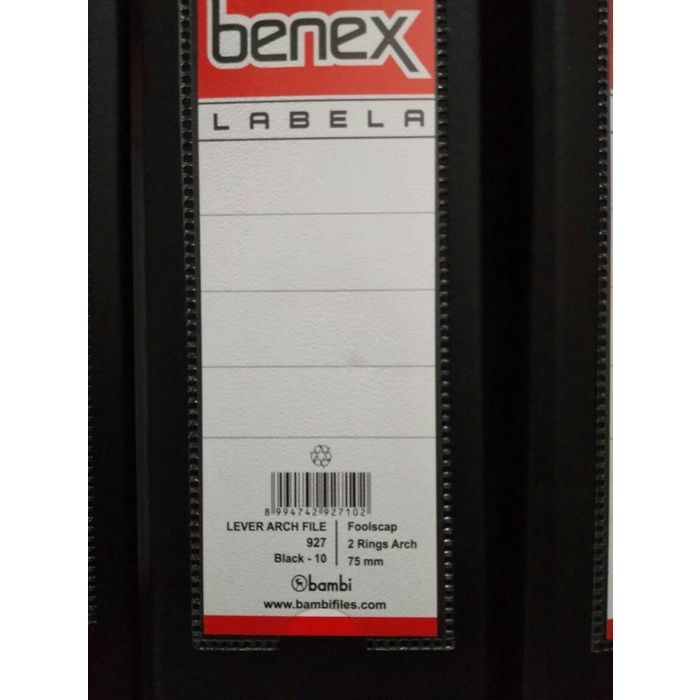 benex
LABELA
8 994742 927102
LEVER ARCH FILE
927
Black - 10
Foolscap
2 Rings Arch
75 mm
bambi
www.bambifiles.com